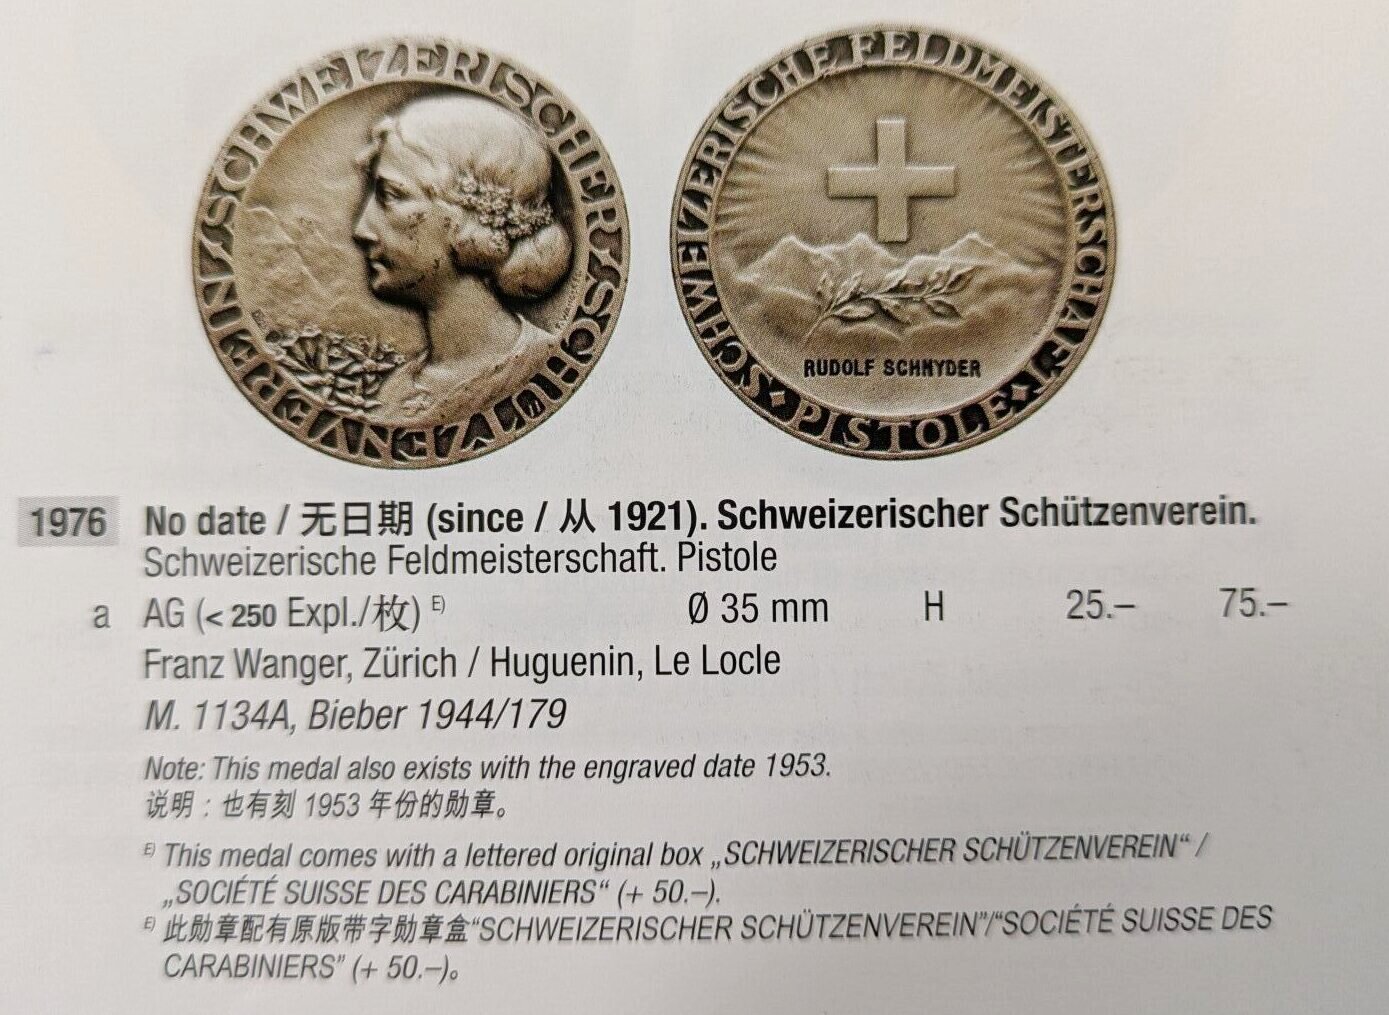 SCHWEIZERISCHER SCHÜTZENVEREIN
SCHWEIZERISCHE FELDMEISTERSCHAFT
RUDOLF SCHNYDER
PISTOLE
1976 No date / 无日期 (since / 从 1921). Schweizerischer Schützenverein.
Schweizerische Feldmeisterschaft. Pistole
a AG (< 250 Expl./枚) E) Ø 35 mm H 25.– 75.–
Franz Wanger, Zürich / Huguenin, Le Locle
M. 1134A, Bieber 1944/179
Note: This medal also exists with the engraved date 1953.
说明：也有刻 1953 年份的勋章。
E) This medal comes with a lettered original box „SCHWEIZERISCHER SCHÜTZENVEREIN“ /
„SOCIÉTÉ SUISSE DES CARABINIERS“ (+ 50.–).
E) 此勋章配有原版带字勋章盒“SCHWEIZERISCHER SCHÜTZENVEREIN”/“SOCIÉTÉ SUISSE DES
CARABINIERS” (+ 50.–)。